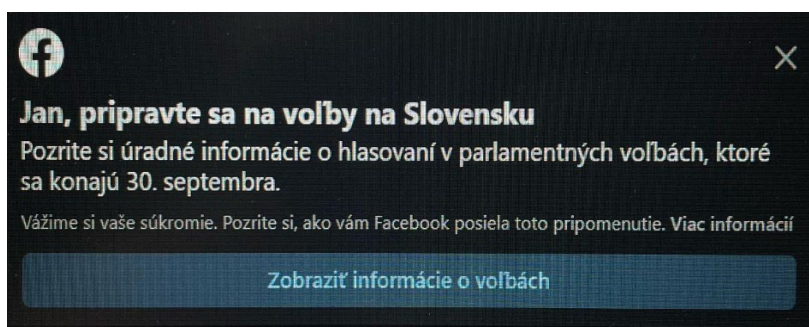 Jan, pripravte sa na voľby na Slovensku
Pozrite si úradné informácie o hlasovaní v parlamentných voľbách, ktoré
sa konajú 30. septembra.
Vážime si vaše súkromie. Pozrite si, ako vám Facebook posiela toto pripomenutie. Viac informácií
Zobraziť informácie o voľbách